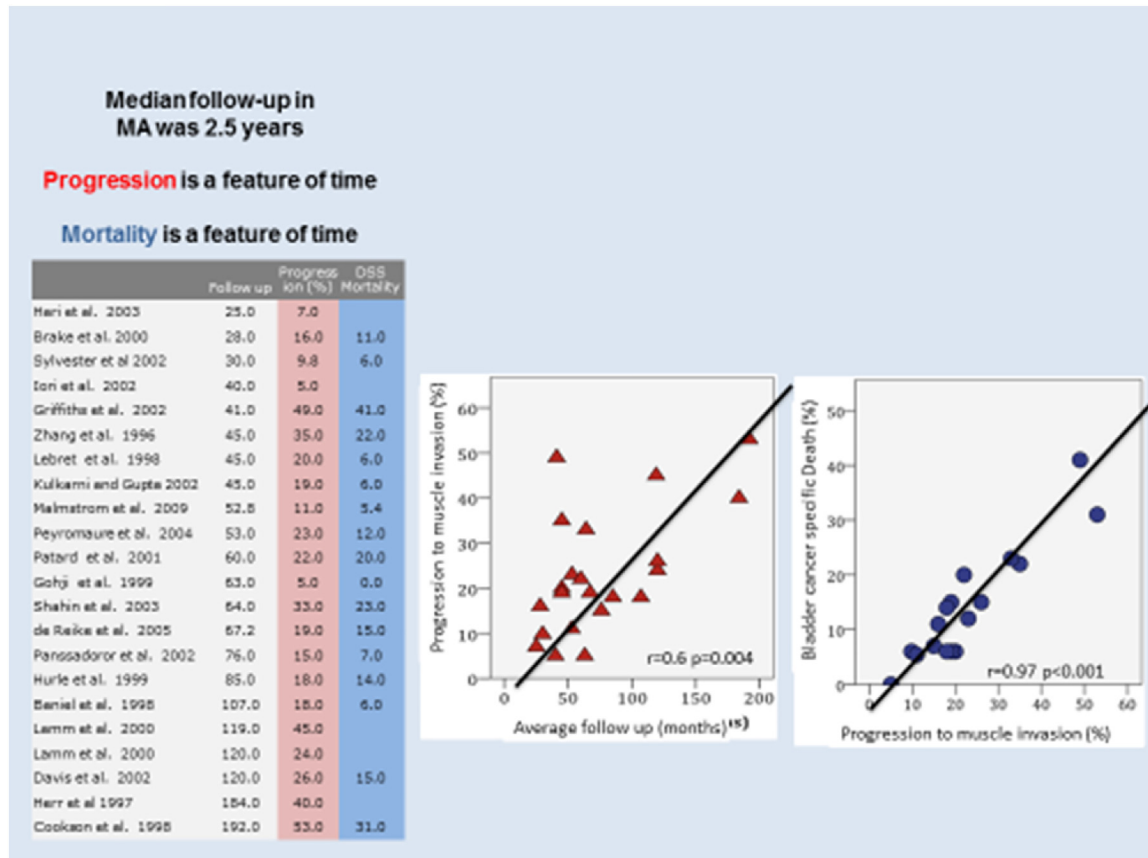 Median follow-up in
MA was 2.5 years
Progression is a feature of time
Mortality is a feature of time
Follow up Progress ion (%) DSS Mortality
Hari et al. 2003 25.0 7.0
Brake et al. 2000 28.0 16.0 11.0
Sylvester et al 2002 30.0 9.8 6.0
Iori et al. 2002 40.0 5.0
Griffiths et al. 2002 41.0 49.0 41.0
Zhang et al. 1996 45.0 35.0 22.0
Lebret et al. 1998 45.0 20.0 6.0
Kulkarni and Gupta 2002 45.0 19.0 6.0
Malmstrom et al. 2009 52.8 11.0 5.4
Peyromaure et al. 2004 53.0 23.0 12.0
Patard et al. 2001 60.0 22.0 20.0
Gohji et al. 1999 63.0 5.0 0.0
Shahin et al. 2003 64.0 33.0 23.0
de Reike et al. 2005 67.2 19.0 15.0
Panssadoror et al. 2002 76.0 15.0 7.0
Hurle et al. 1999 85.0 18.0 14.0
Baniel et al. 1998 107.0 18.0 6.0
Lamm et al. 2000 119.0 45.0
Lamm et al. 2000 120.0 24.0
Davis et al. 2002 120.0 26.0 15.0
Herr et al 1997 184.0 40.0
Cookson et al. 1998 192.0 53.0 31.0
Progression to muscle invasion (%)
60
50
40
30
20
10
0
r=0.6 p=0.004
0 50 100 150 200
Average follow up (months)¹⁵⁾
Bladder cancer specific Death (%)
50
40
30
20
10
0
r=0.97 p<0.001
0 10 20 30 40 50 60
Progression to muscle invasion (%)